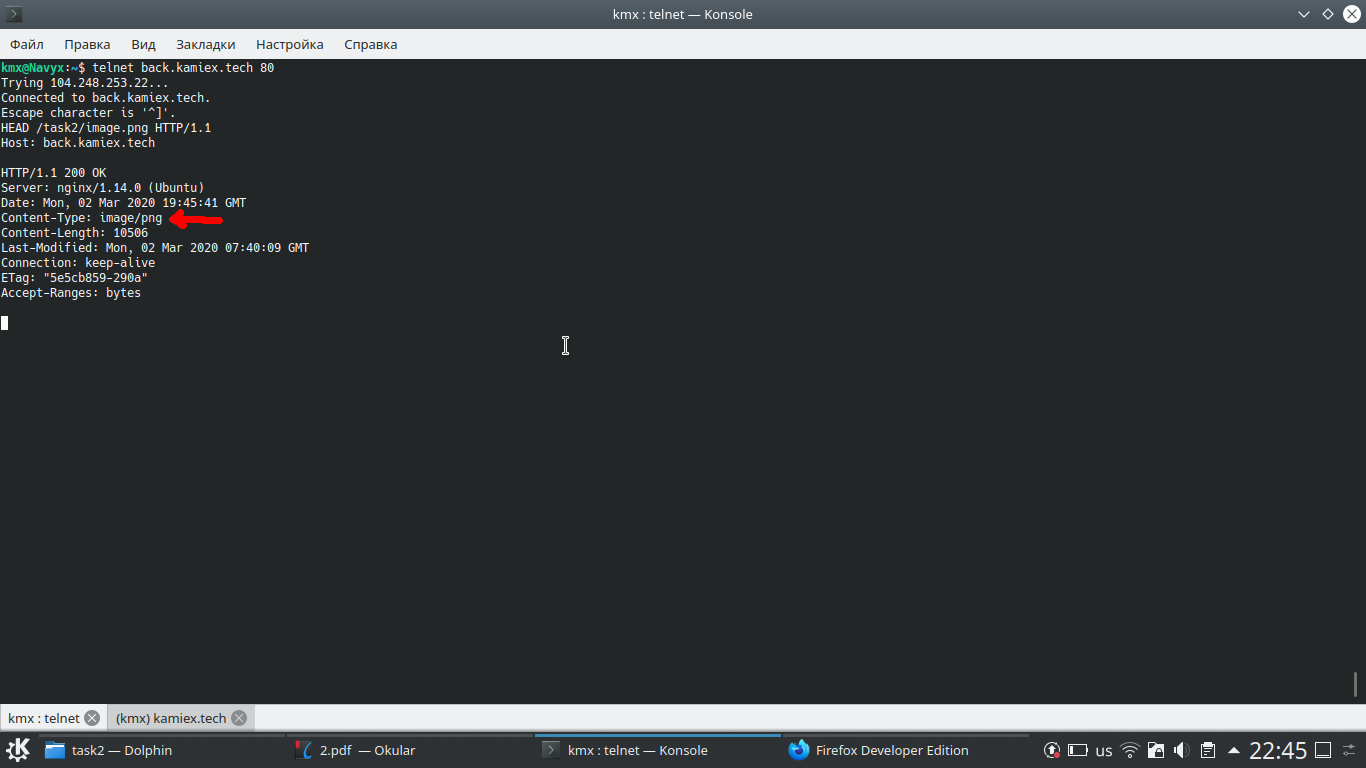 kmx : telnet — Konsole
Файл Правка Вид Закладки Настройка Справка
kmx@Navyx:~$ telnet back.kamiex.tech 80
Trying 104.248.253.22...
Connected to back.kamiex.tech.
Escape character is '^]'.
HEAD /task2/image.png HTTP/1.1
Host: back.kamiex.tech
HTTP/1.1 200 OK
Server: nginx/1.14.0 (Ubuntu)
Date: Mon, 02 Mar 2020 19:45:41 GMT
Content-Type: image/png
Content-Length: 10506
Last-Modified: Mon, 02 Mar 2020 07:40:09 GMT
Connection: keep-alive
ETag: "5e5cb859-290a"
Accept-Ranges: bytes
kmx : telnet (kmx) kamiex.tech
task2 — Dolphin 2.pdf — Okular kmx : telnet — Konsole Firefox Developer Edition us 22:45